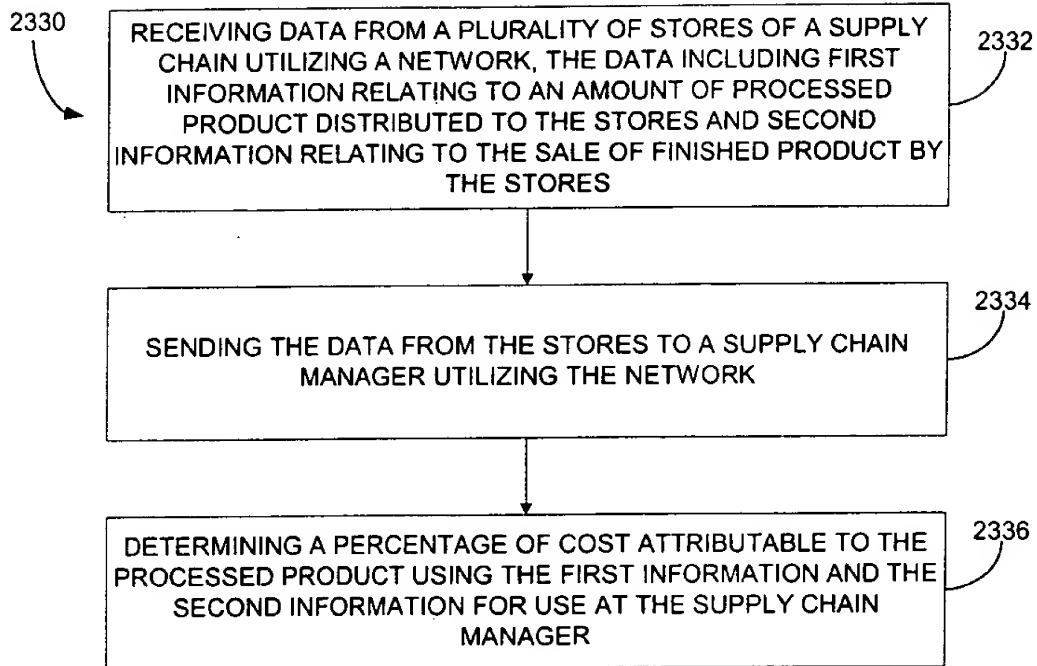 2330
RECEIVING DATA FROM A PLURALITY OF STORES OF A SUPPLY
CHAIN UTILIZING A NETWORK, THE DATA INCLUDING FIRST
INFORMATION RELATING TO AN AMOUNT OF PROCESSED
PRODUCT DISTRIBUTED TO THE STORES AND SECOND
INFORMATION RELATING TO THE SALE OF FINISHED PRODUCT BY
THE STORES
2332
SENDING THE DATA FROM THE STORES TO A SUPPLY CHAIN
MANAGER UTILIZING THE NETWORK
2334
DETERMINING A PERCENTAGE OF COST ATTRIBUTABLE TO THE
PROCESSED PRODUCT USING THE FIRST INFORMATION AND THE
SECOND INFORMATION FOR USE AT THE SUPPLY CHAIN
MANAGER
2336